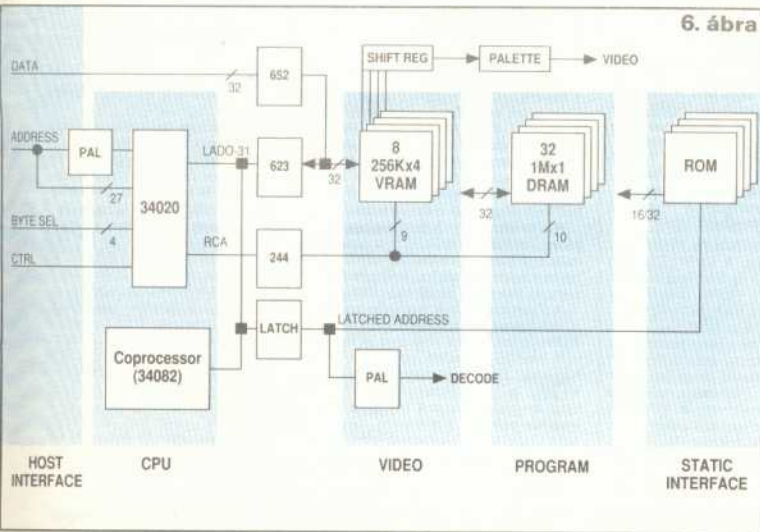 6. ábra
DATA
32
652
SHIFT REG
PALETTE
VIDEO
ADDRESS
PAL
27
34020
LADO-31
623
32
8
256Kx4
VRAM
32
32
1Mx1
DRAM
16/32
ROM
BYTE SEL
4
CTRL
RCA
244
9
10
LATCH
LATCHED ADDRESS
Coprocessor
(34082)
PAL
DECODE
HOST
INTERFACE
CPU
VIDEO
PROGRAM
STATIC
INTERFACE